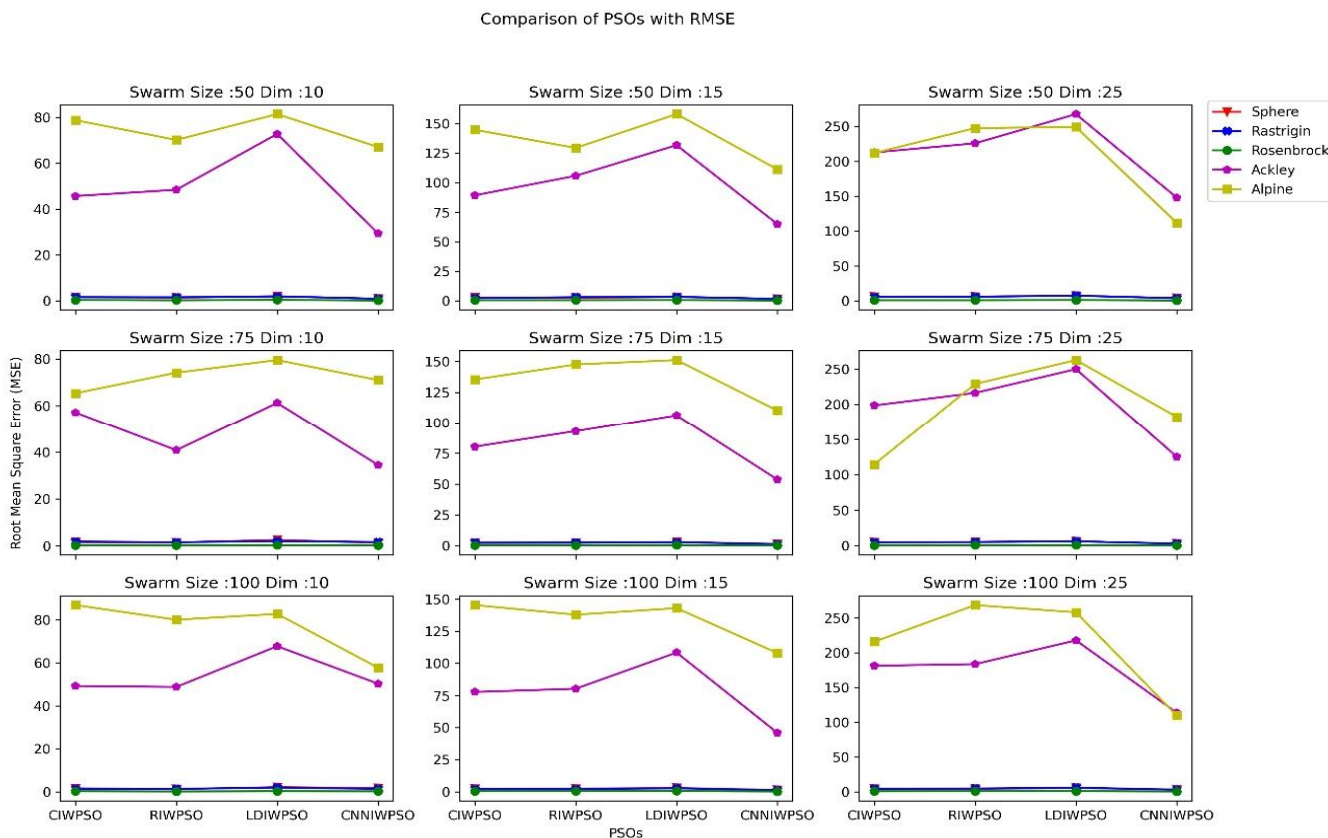 Comparison of PSOs with RMSE
Swarm Size :50 Dim :10
80
60
40
20
0
Swarm Size :50 Dim :15
150
125
100
75
50
25
0
Swarm Size :50 Dim :25
250
200
150
100
50
0
Sphere
Rastrigin
Rosenbrock
Ackley
Alpine
Root Mean Square Error (MSE)
Swarm Size :75 Dim :10
80
60
40
20
0
Swarm Size :75 Dim :15
150
125
100
75
50
25
0
Swarm Size :75 Dim :25
250
200
150
100
50
0
Swarm Size :100 Dim :10
80
60
40
20
0
CIWPSO RIWPSO LDIWPSO CNNIWPSO
Swarm Size :100 Dim :15
150
125
100
75
50
25
0
CIWPSO RIWPSO LDIWPSO CNNIWPSO
PSOs
Swarm Size :100 Dim :25
250
200
150
100
50
0
CIWPSO RIWPSO LDIWPSO CNNIWPSO